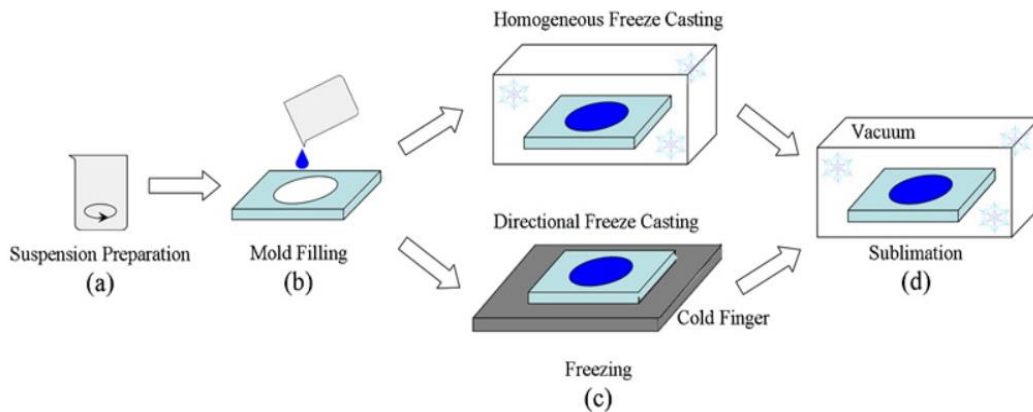 Homogeneous Freeze Casting
Vacuum
Suspension Preparation
(a)
Mold Filling
(b)
Directional Freeze Casting
Cold Finger
Freezing
(c)
Sublimation
(d)